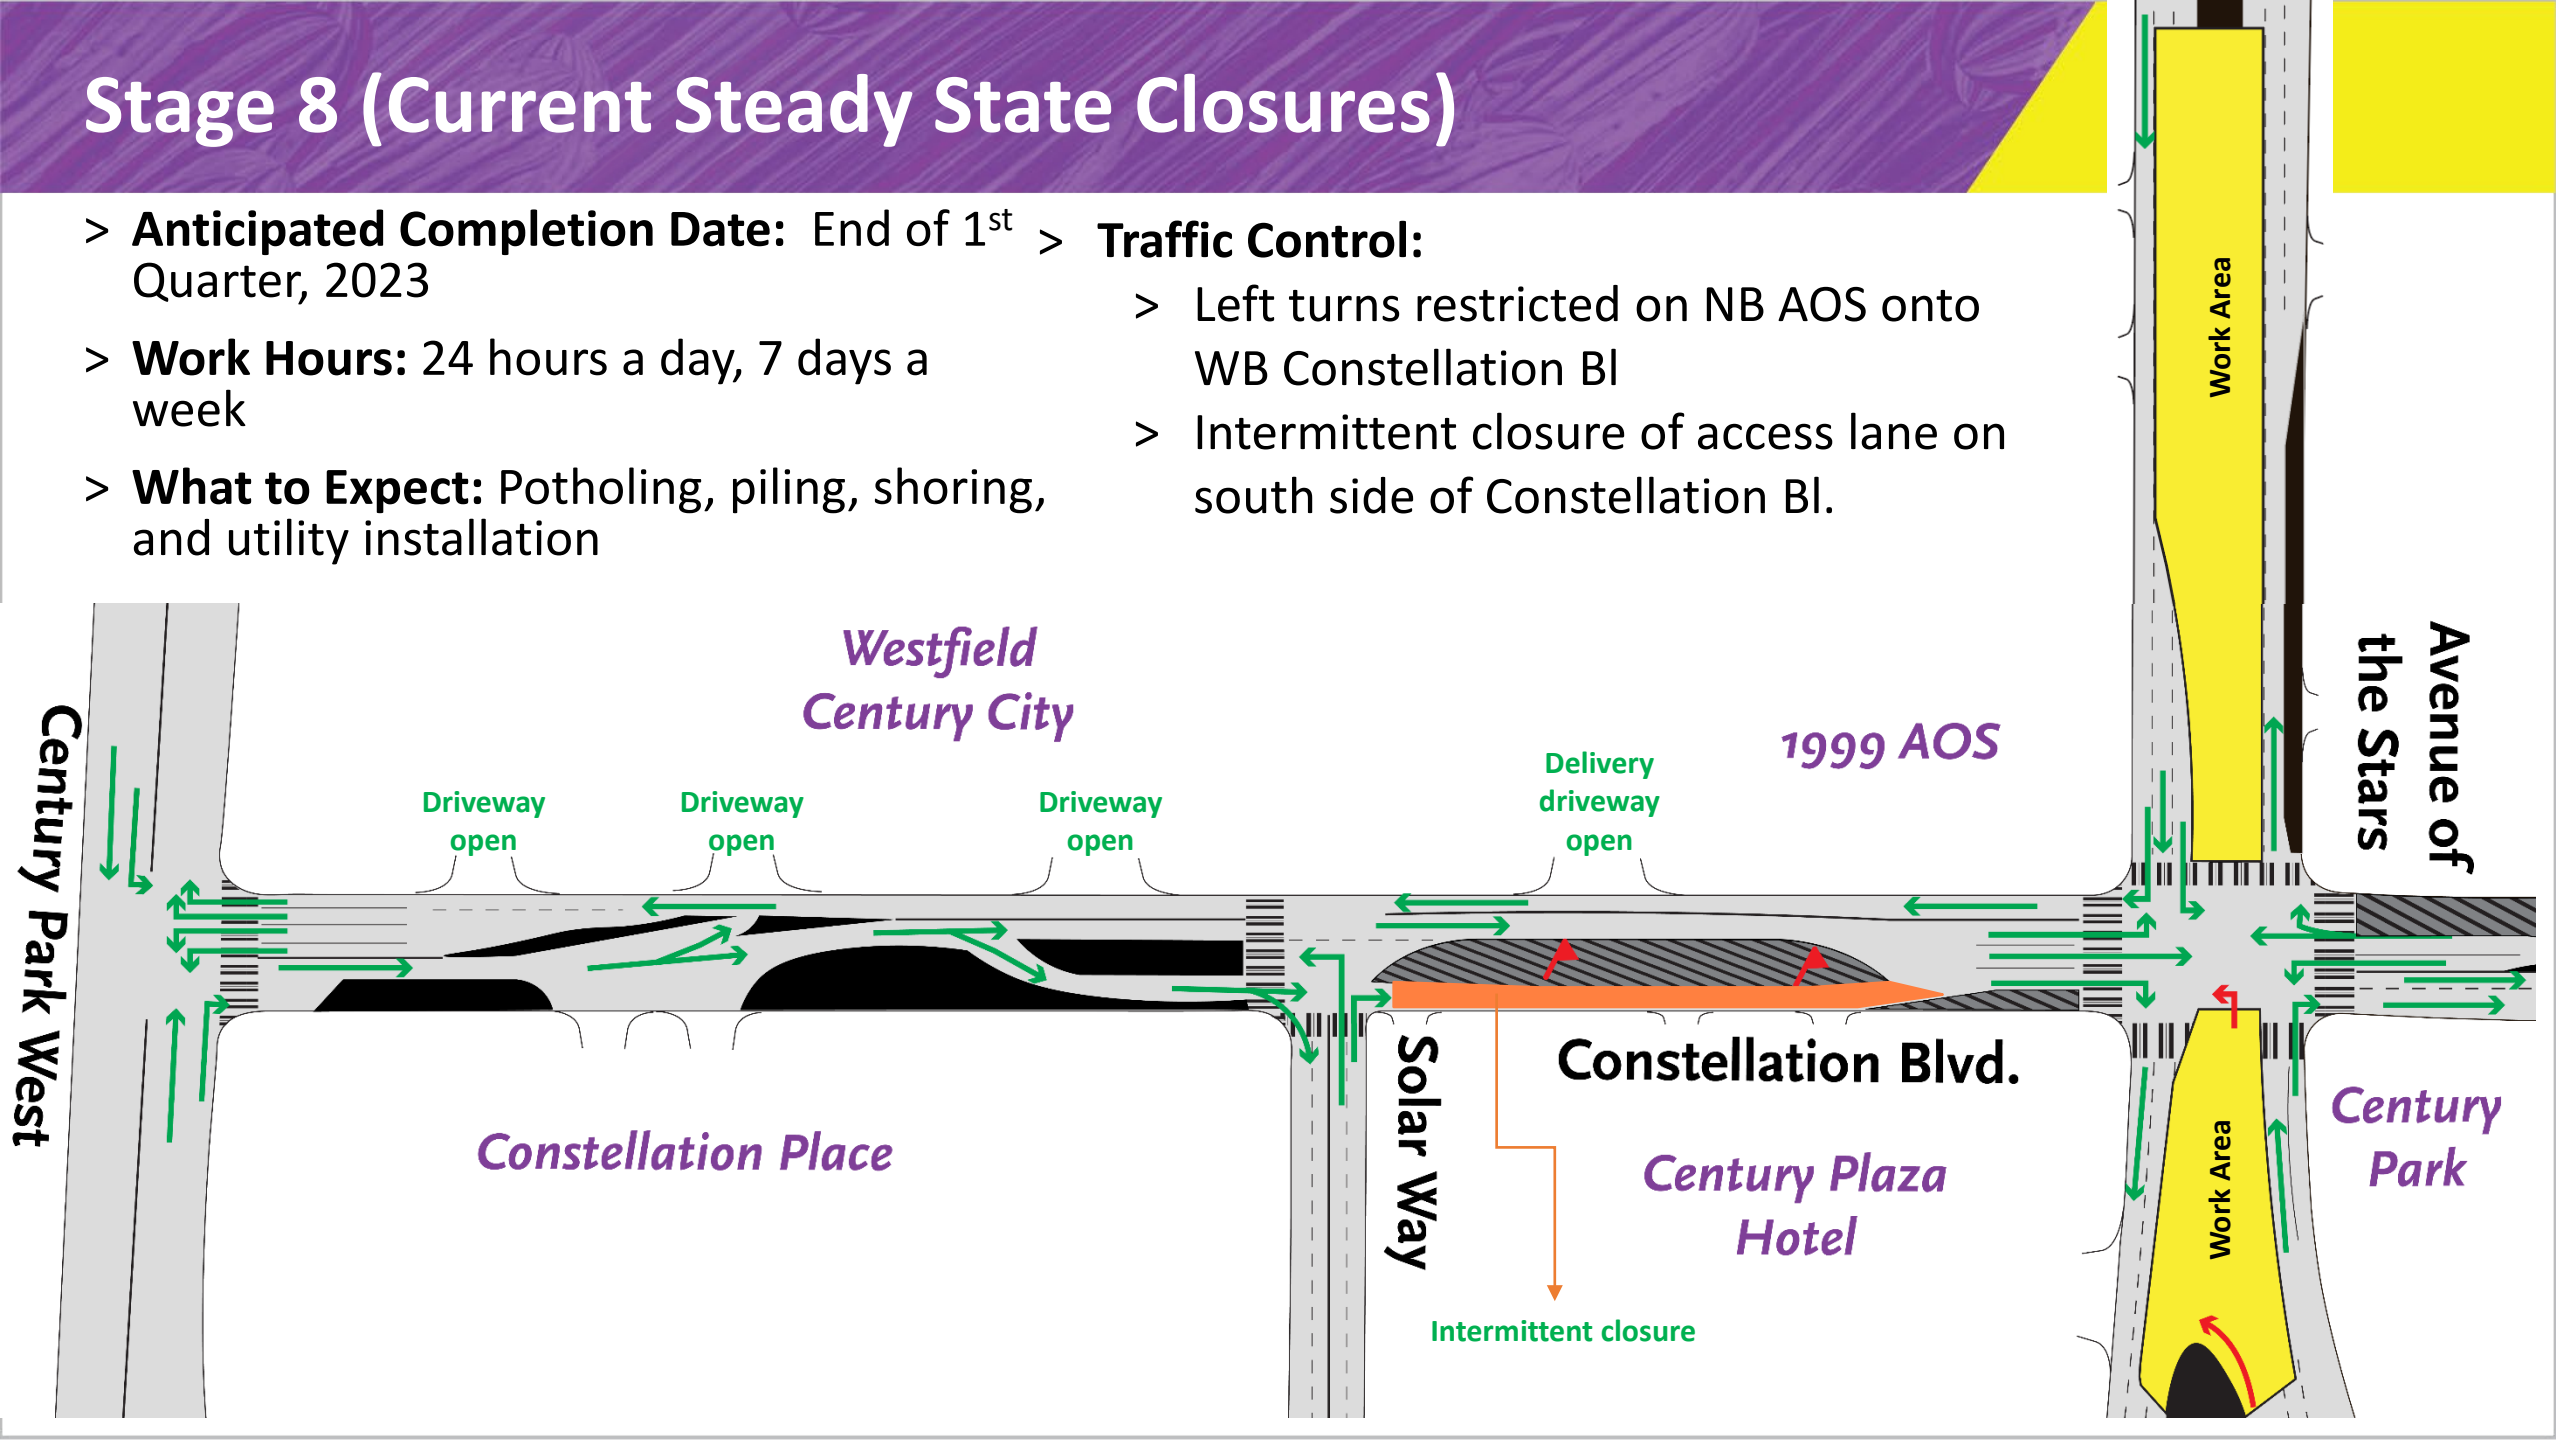 Stage 8 (Current Steady State Closures)
> Anticipated Completion Date: End of 1st
Quarter, 2023
> Work Hours: 24 hours a day, 7 days a
week
> What to Expect: Potholing, piling, shoring,
and utility installation
> Traffic Control:
> Left turns restricted on NB AOS onto
WB Constellation Bl
> Intermittent closure of access lane on
south side of Constellation Bl.
Work Area
Westfield
Century City
1999 AOS
Avenue of
the Stars
Century Park West
Driveway
open
Driveway
open
Driveway
open
Delivery
driveway
open
Solar Way
Constellation Blvd.
Constellation Place
Century Plaza
Hotel
Century
Park
Work Area
Intermittent closure